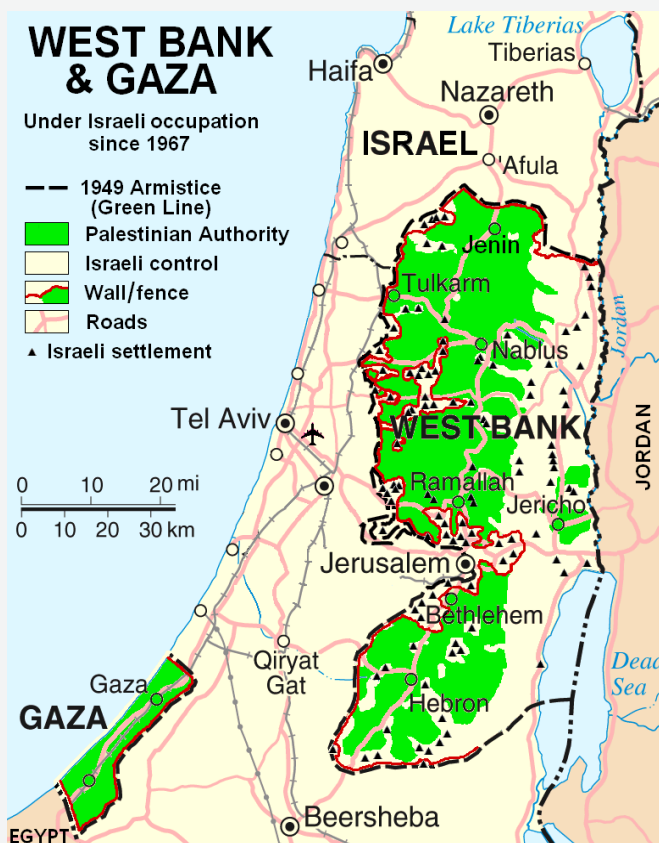 WEST BANK
& GAZA
Under Israeli occupation
since 1967
1949 Armistice
(Green Line)
Palestinian Authority
Israeli control
Wall/fence
Roads
Israeli settlement
Lake Tiberias
Tiberias
Haifa
Nazareth
ISRAEL
'Afula
Jenin
Tulkarm
Nablus
Jordan
Tel Aviv
WEST BANK
JORDAN
0 10 20 mi
0 10 20 30 km
Ramallah
Jericho
Jerusalem
Bethlehem
Qiryat
Gat
Dead
Sea
Gaza
GAZA
Hebron
Beersheba
EGYPT